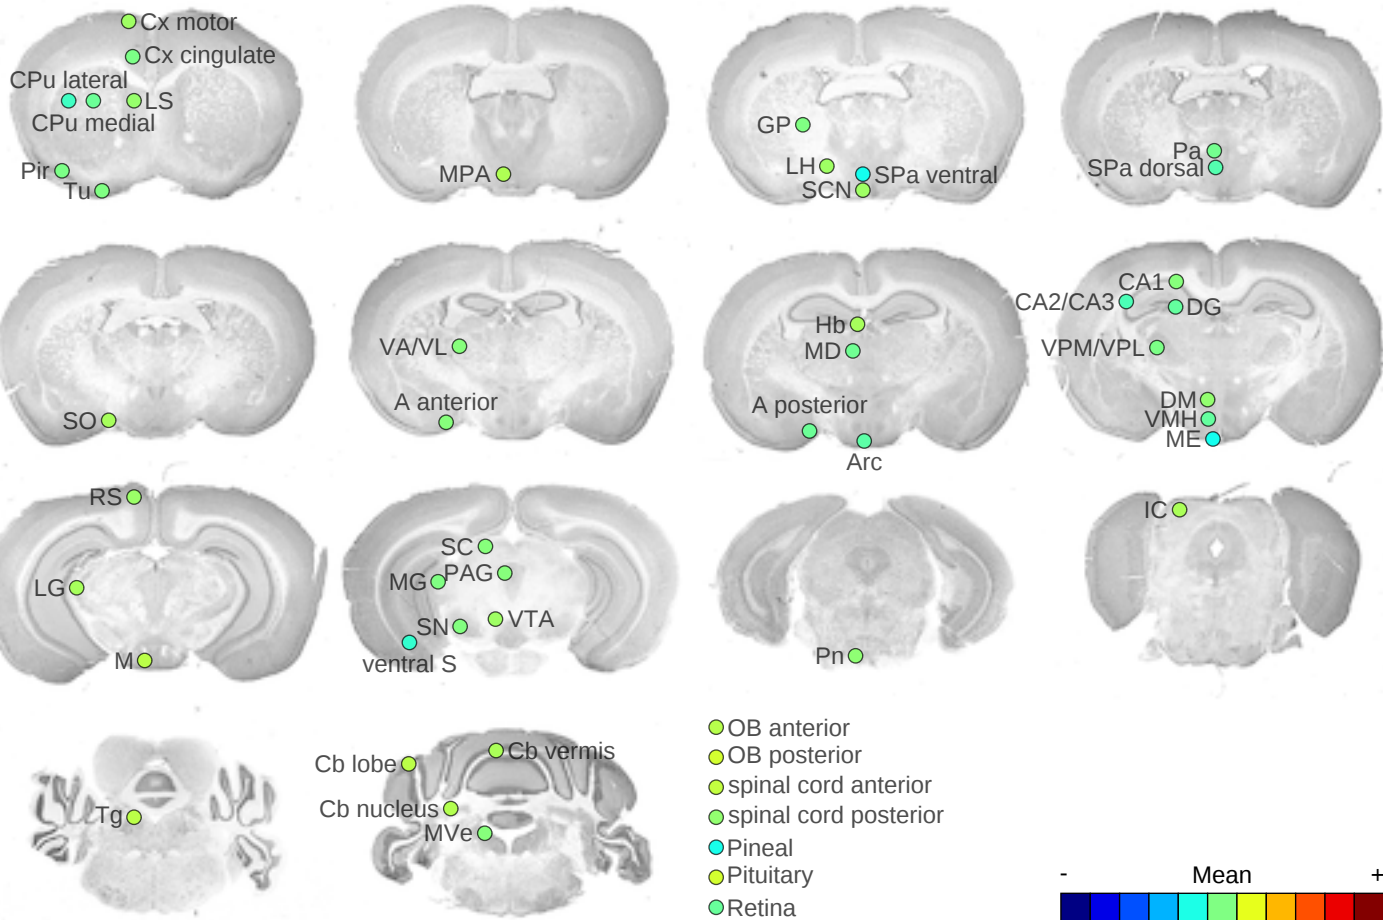 Cx motor
Cx cingulate
CPu lateral
LS
CPu medial
Pir
Tu
MPA
GP
LH
SPa ventral
SCN
Pa
SPa dorsal
SO
VA/VL
A anterior
Hb
MD
A posterior
Arc
CA1
CA2/CA3
DG
VPM/VPL
DM
VMH
ME
RS
LG
M
SC
MG
PAG
SN
VTA
ventral S
Pn
IC
Tg
Cb lobe
Cb vermis
Cb nucleus
MVe
OB anterior
OB posterior
spinal cord anterior
spinal cord posterior
Pineal
Pituitary
Retina
- Mean +